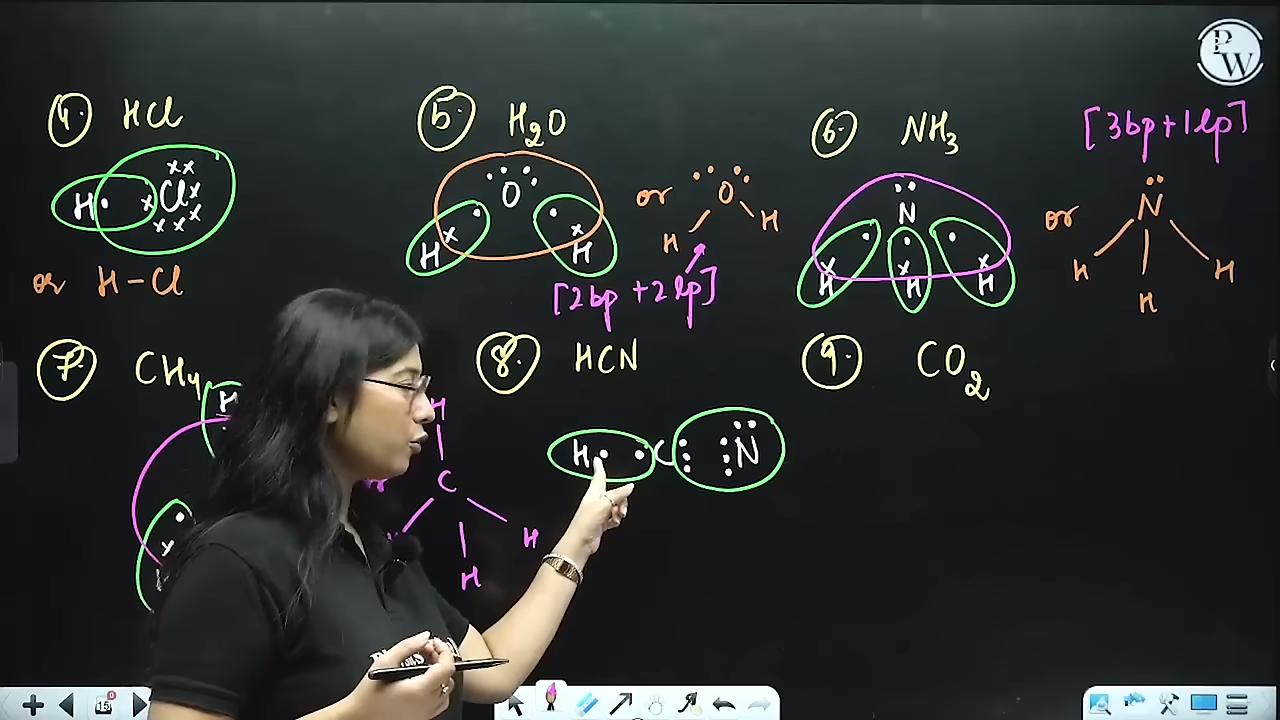 PW
4. HCl
H Cl
or H-Cl
5. H2O
O
H H
or O
H H
[2bp + 2lp]
6. NH3
[3bp+1lp]
N
H H H
or N
H H H
7. CH4
H
H
C
H
H
8. HCN
H C N
9. CO2
15